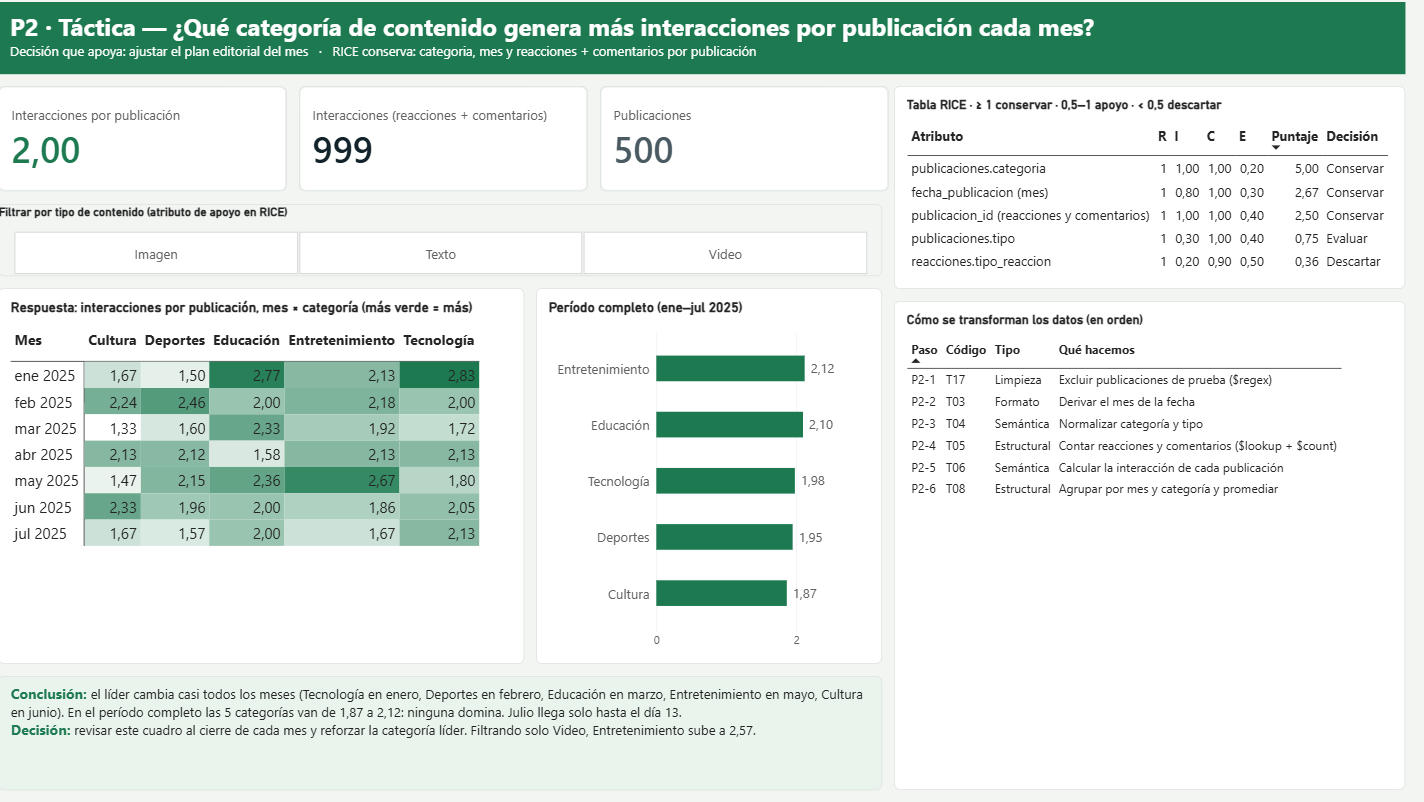 P2 · Táctica — ¿Qué categoría de contenido genera más interacciones por publicación cada mes?
Decisión que apoya: ajustar el plan editorial del mes · RICE conserva: categoria, mes y reacciones + comentarios por publicación
Interacciones por publicación
2,00
Interacciones (reacciones + comentarios)
999
Publicaciones
500
Filtrar por tipo de contenido (atributo de apoyo en RICE)
Imagen Texto Video
Respuesta: interacciones por publicación, mes × categoría (más verde = más)
Mes Cultura Deportes Educación Entretenimiento Tecnología
ene 2025 1,67 1,50 2,77 2,13 2,83
feb 2025 2,24 2,46 2,00 2,18 2,00
mar 2025 1,33 1,60 2,33 1,92 1,72
abr 2025 2,13 2,12 1,58 2,13 2,13
may 2025 1,47 2,15 2,36 2,67 1,80
jun 2025 2,33 1,96 2,00 1,86 2,05
jul 2025 1,67 1,57 2,00 1,67 2,13
Período completo (ene–jul 2025)
Entretenimiento 2,12
Educación 2,10
Tecnología 1,98
Deportes 1,95
Cultura 1,87
0 2
Conclusión: el líder cambia casi todos los meses (Tecnología en enero, Deportes en febrero, Educación en marzo, Entretenimiento en mayo, Cultura
en junio). En el período completo las 5 categorías van de 1,87 a 2,12: ninguna domina. Julio llega solo hasta el día 13.
Decisión: revisar este cuadro al cierre de cada mes y reforzar la categoría líder. Filtrando solo Video, Entretenimiento sube a 2,57.
Tabla RICE · ≥ 1 conservar · 0,5–1 apoyo · < 0,5 descartar
Atributo R I C E Puntaje Decisión
publicaciones.categoria 1 1,00 1,00 0,20 5,00 Conservar
fecha_publicacion (mes) 1 0,80 1,00 0,30 2,67 Conservar
publicacion_id (reacciones y comentarios) 1 1,00 1,00 0,40 2,50 Conservar
publicaciones.tipo 1 0,30 1,00 0,40 0,75 Evaluar
reacciones.tipo_reaccion 1 0,20 0,90 0,50 0,36 Descartar
Cómo se transforman los datos (en orden)
Paso Código Tipo Qué hacemos
P2-1 T17 Limpieza Excluir publicaciones de prueba ($regex)
P2-2 T03 Formato Derivar el mes de la fecha
P2-3 T04 Semántica Normalizar categoría y tipo
P2-4 T05 Estructural Contar reacciones y comentarios ($lookup + $count)
P2-5 T06 Semántica Calcular la interacción de cada publicación
P2-6 T08 Estructural Agrupar por mes y categoría y promediar